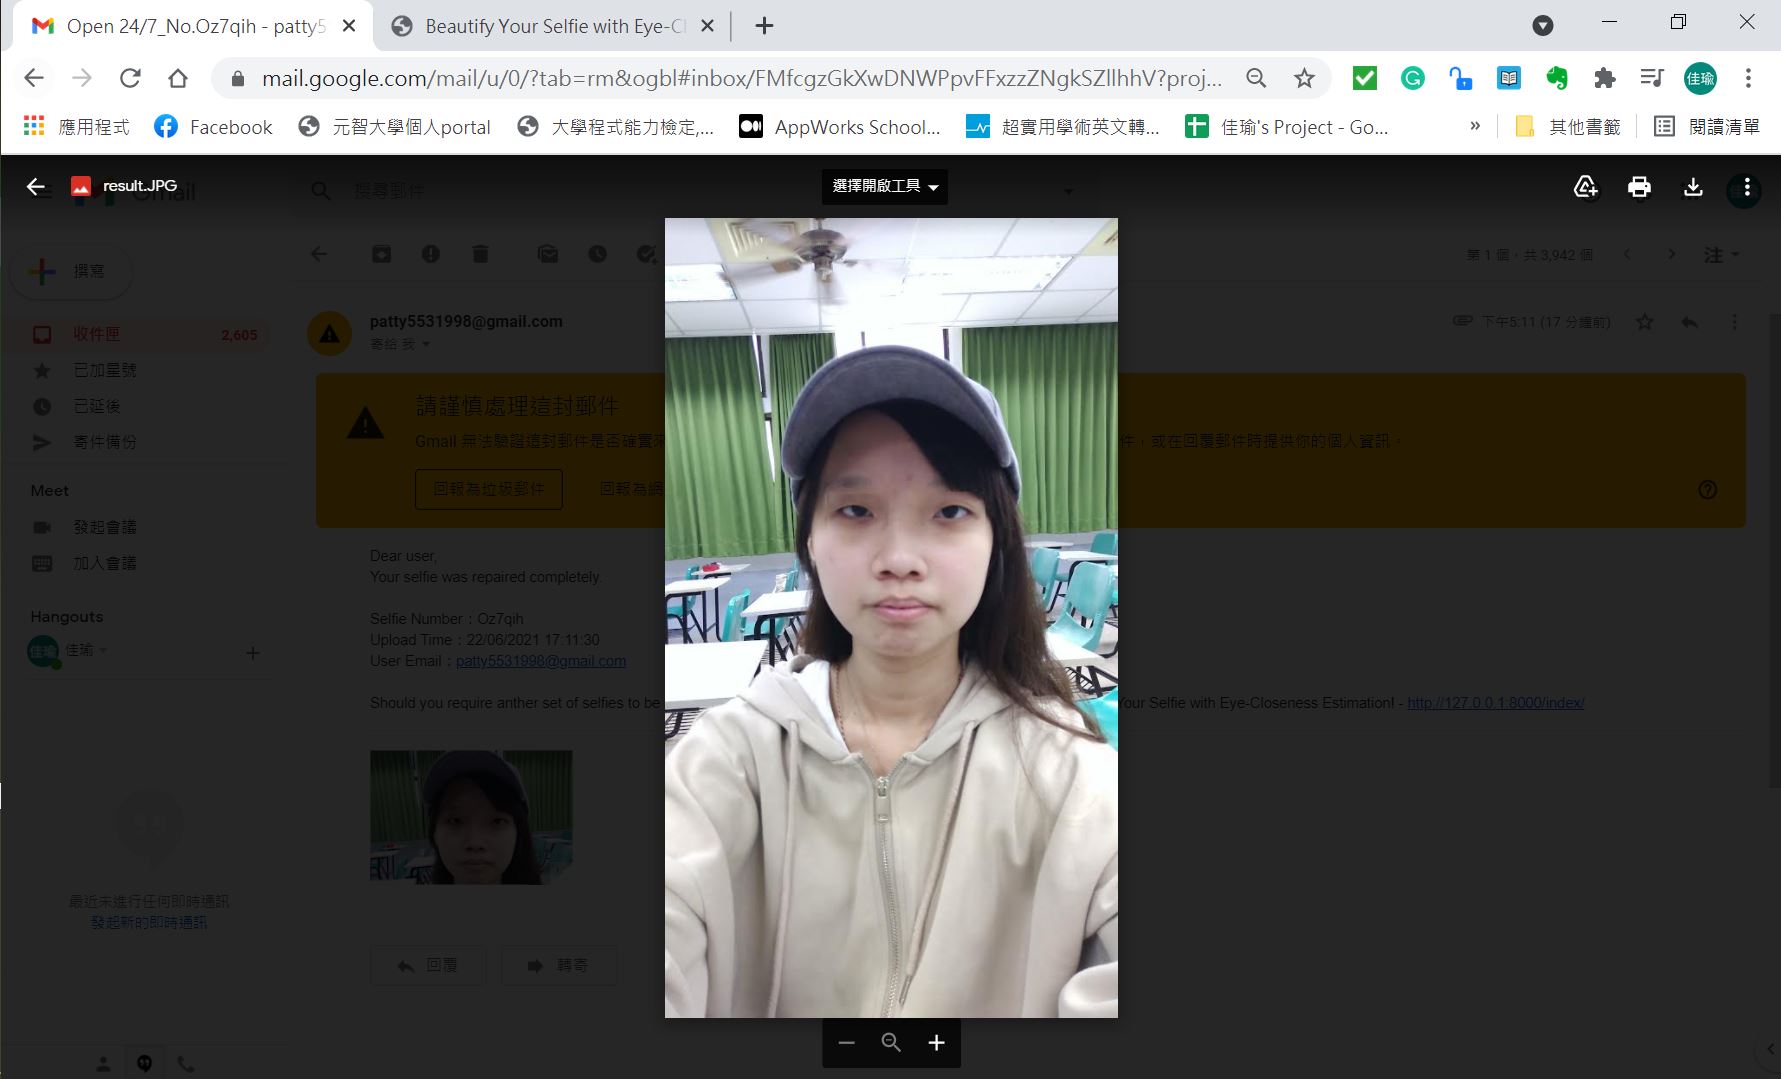 Open 24/7_No.Oz7qih - patty5
Beautify Your Selfie with Eye-Cl
mail.google.com/mail/u/0/?tab=rm&ogbl#inbox/FMfcgzGkXwDNWPpvFFxzzZNgkSZllhhV?proj...
佳瑜
應用程式
Facebook
元智大學個人portal
大學程式能力檢定,...
AppWorks School...
超實用學術英文轉...
佳瑜's Project - Go...
»
其他書籤
閱讀清單
result.JPG
Gmail
搜尋郵件
選擇開啟工具
撰寫
第 1 個,共 3,942 個
注
收件匣 2,605
已加星號
已延後
寄件備份
Meet
發起會議
加入會議
Hangouts
佳瑜 佳瑜
最近未進行任何即時通訊
發起新的即時通訊
patty5531998@gmail.com
寄給 我
下午5:11 (17 分鐘前)
請謹慎處理這封郵件
Gmail 無法驗證這封郵件是否確實來 件,或在回覆郵件時提供你的個人資訊。
回報為垃圾郵件 回報為網
Dear user,
Your selfie was repaired completely.
Selfie Number:Oz7qih
Upload Time:22/06/2021 17:11:30
User Email:patty5531998@gmail.com
Should you require anther set of selfies to be Your Selfie with Eye-Closeness Estimation! - http://127.0.0.1:8000/index/
回覆
轉寄